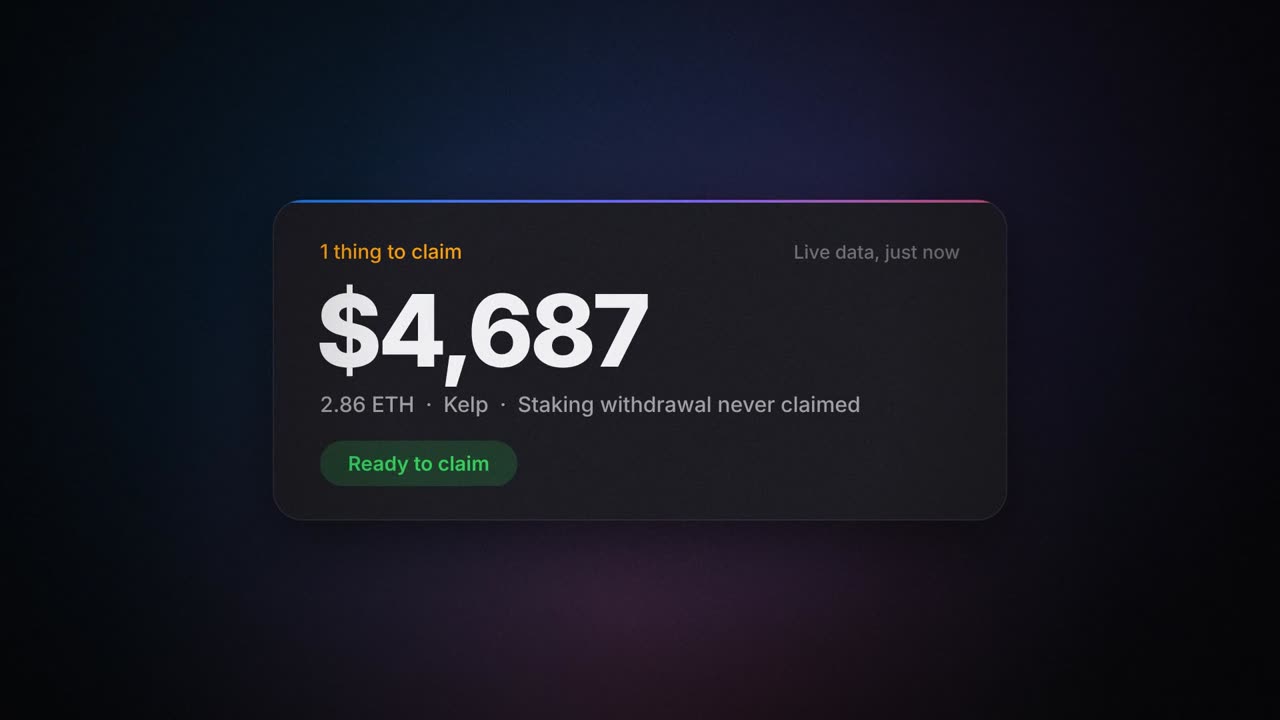 1 thing to claim
Live data, just now
$4,687
2.86 ETH · Kelp · Staking withdrawal never claimed
Ready to claim